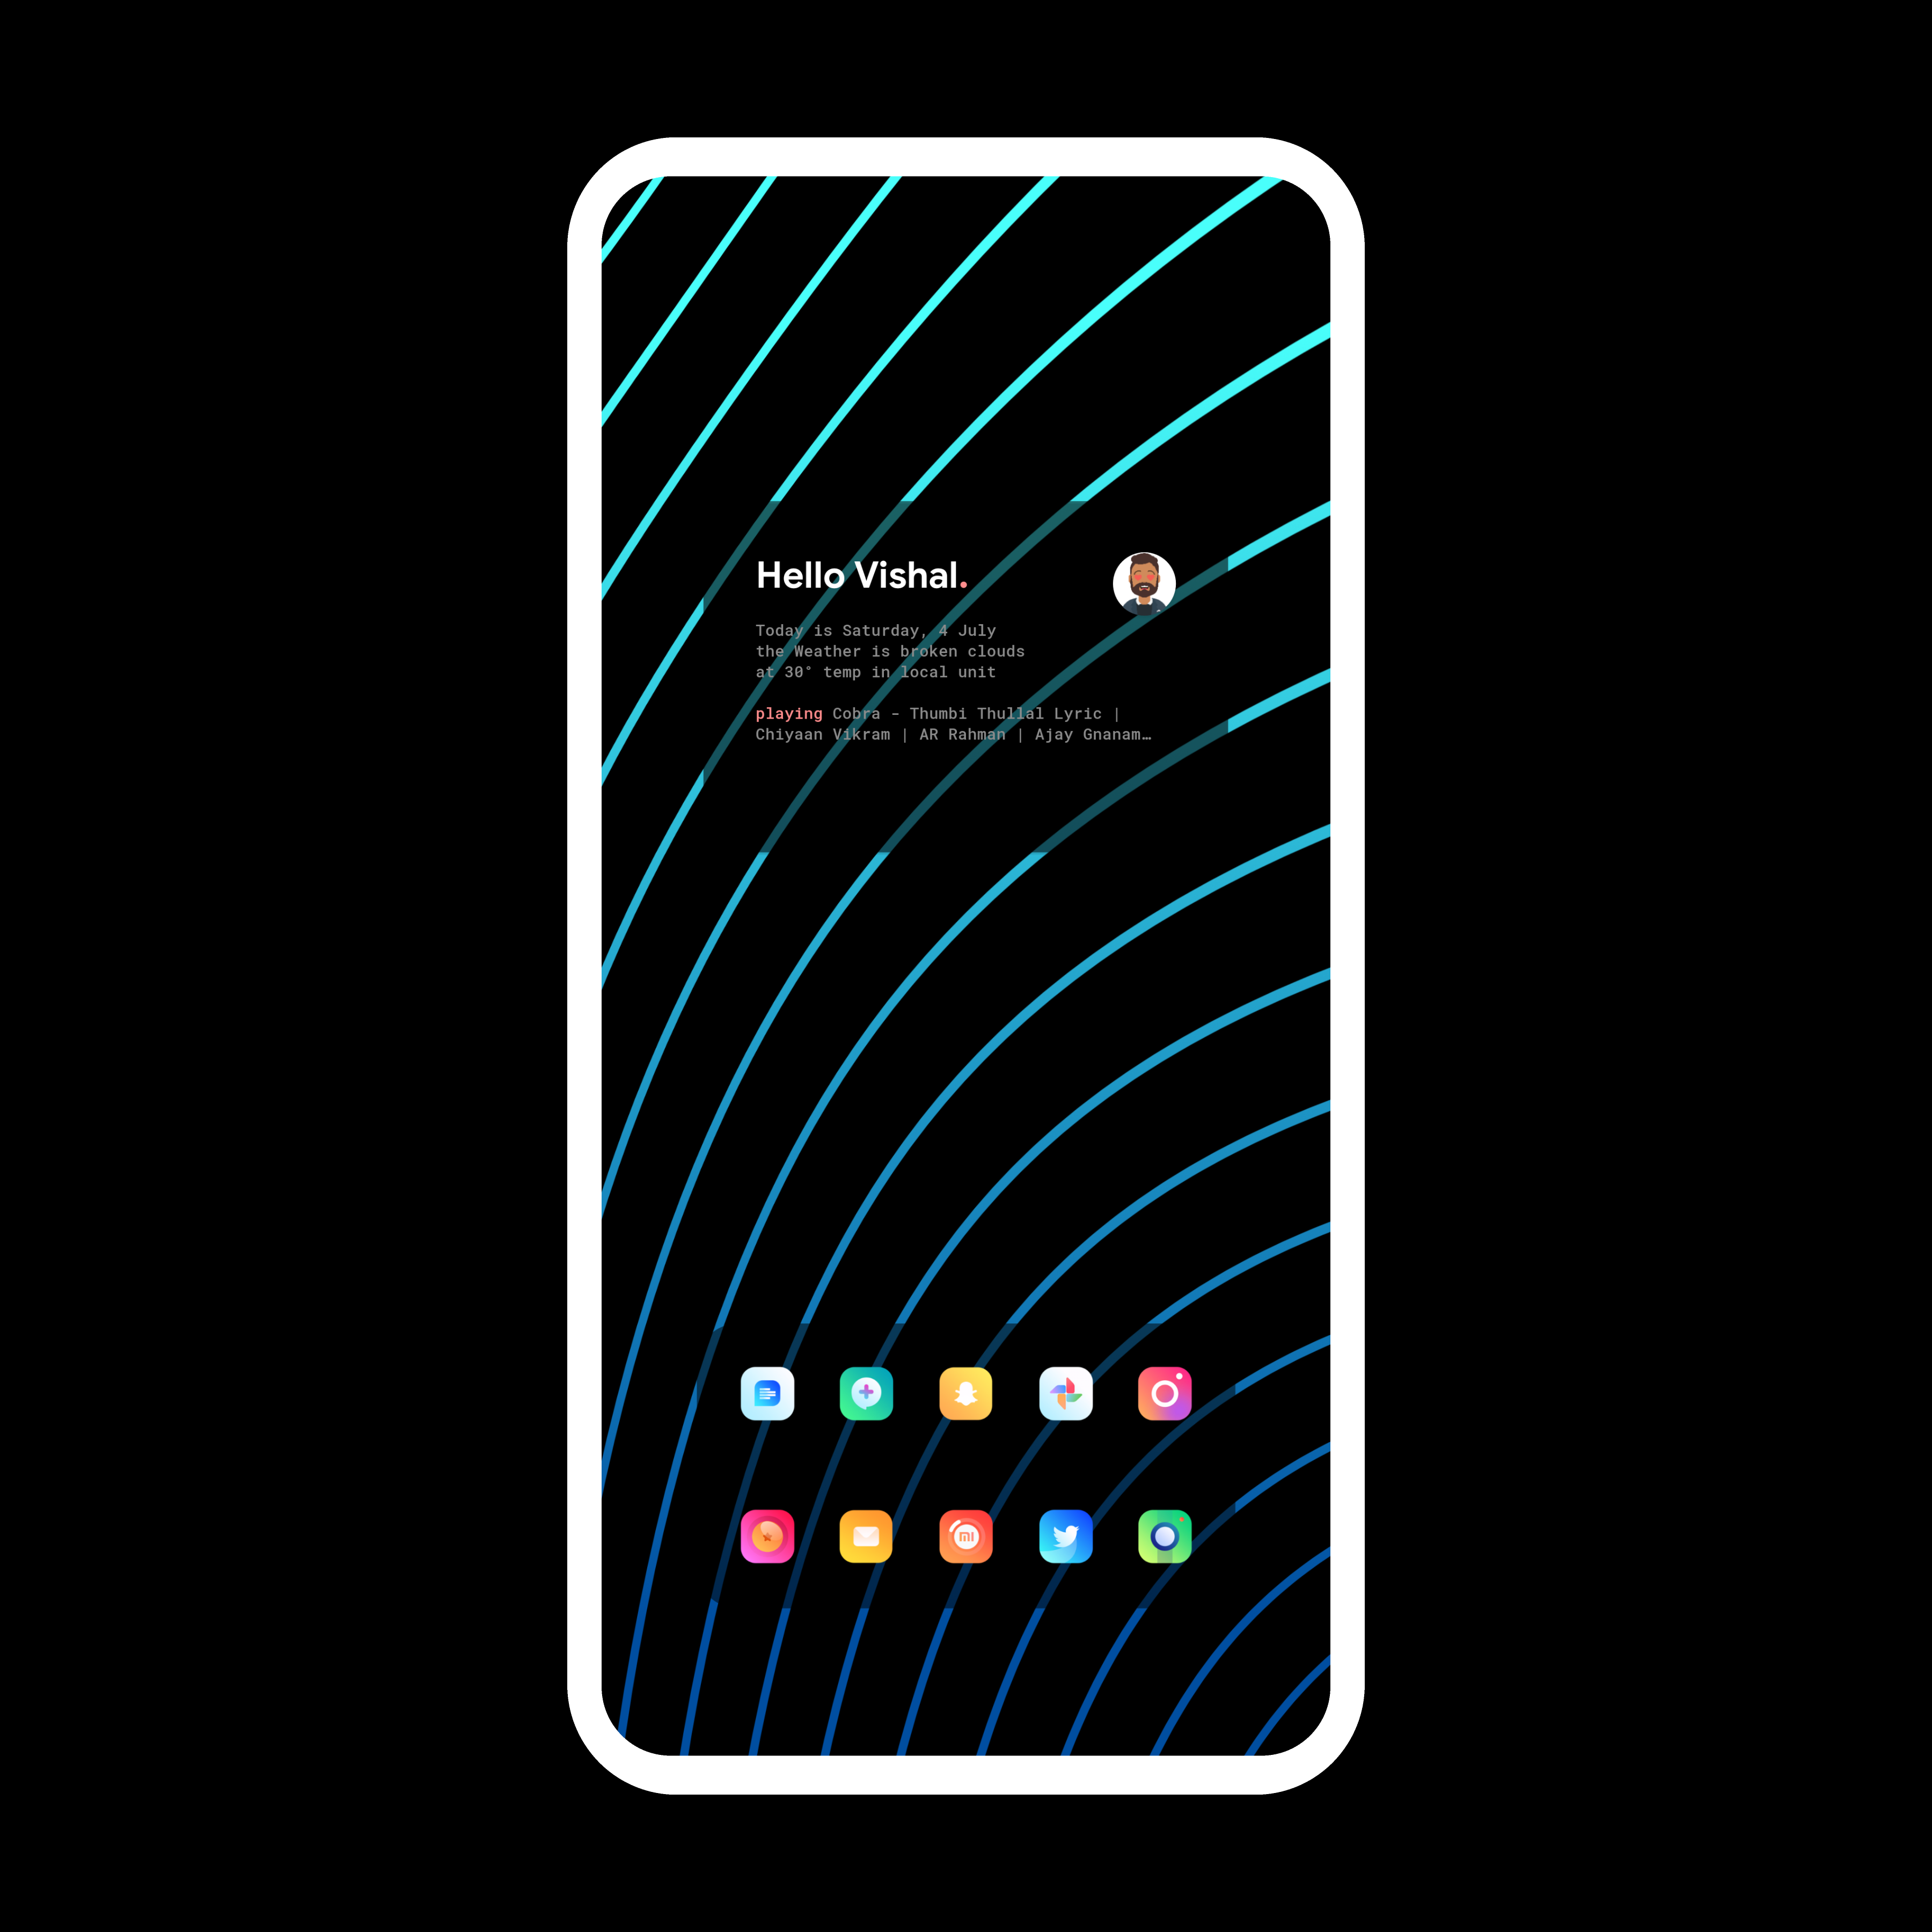 Hello Vishal.
Today is Saturday, 4 July
the Weather is broken clouds
at 30° temp in local unit
playing Cobra - Thumbi Thullal Lyric |
Chiyaan Vikram | AR Rahman | Ajay Gnanam…